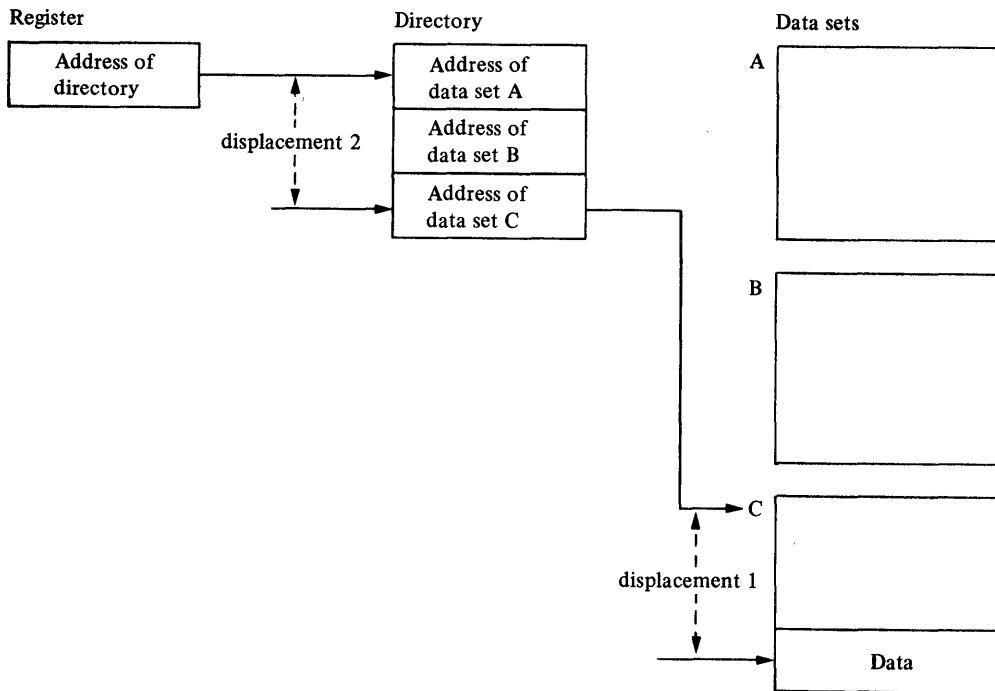 Register
Directory
Data sets
Address of
directory
Address of
data set A
Address of
data set B
Address of
data set C
displacement 2
A
B
C
displacement 1
Data